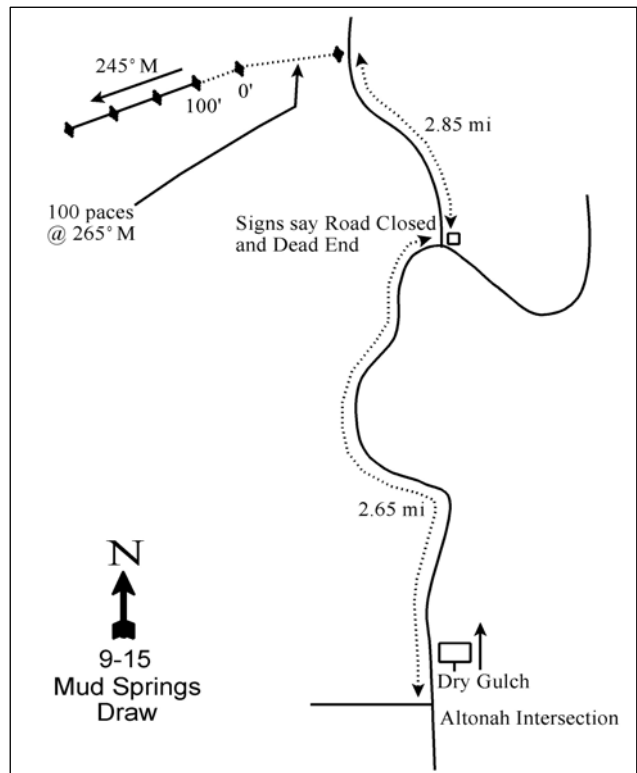 245° M
100'
0'
2.85 mi
100 paces
@ 265° M
Signs say Road Closed
and Dead End
2.65 mi
N
9-15
Mud Springs
Draw
Dry Gulch
Altonah Intersection